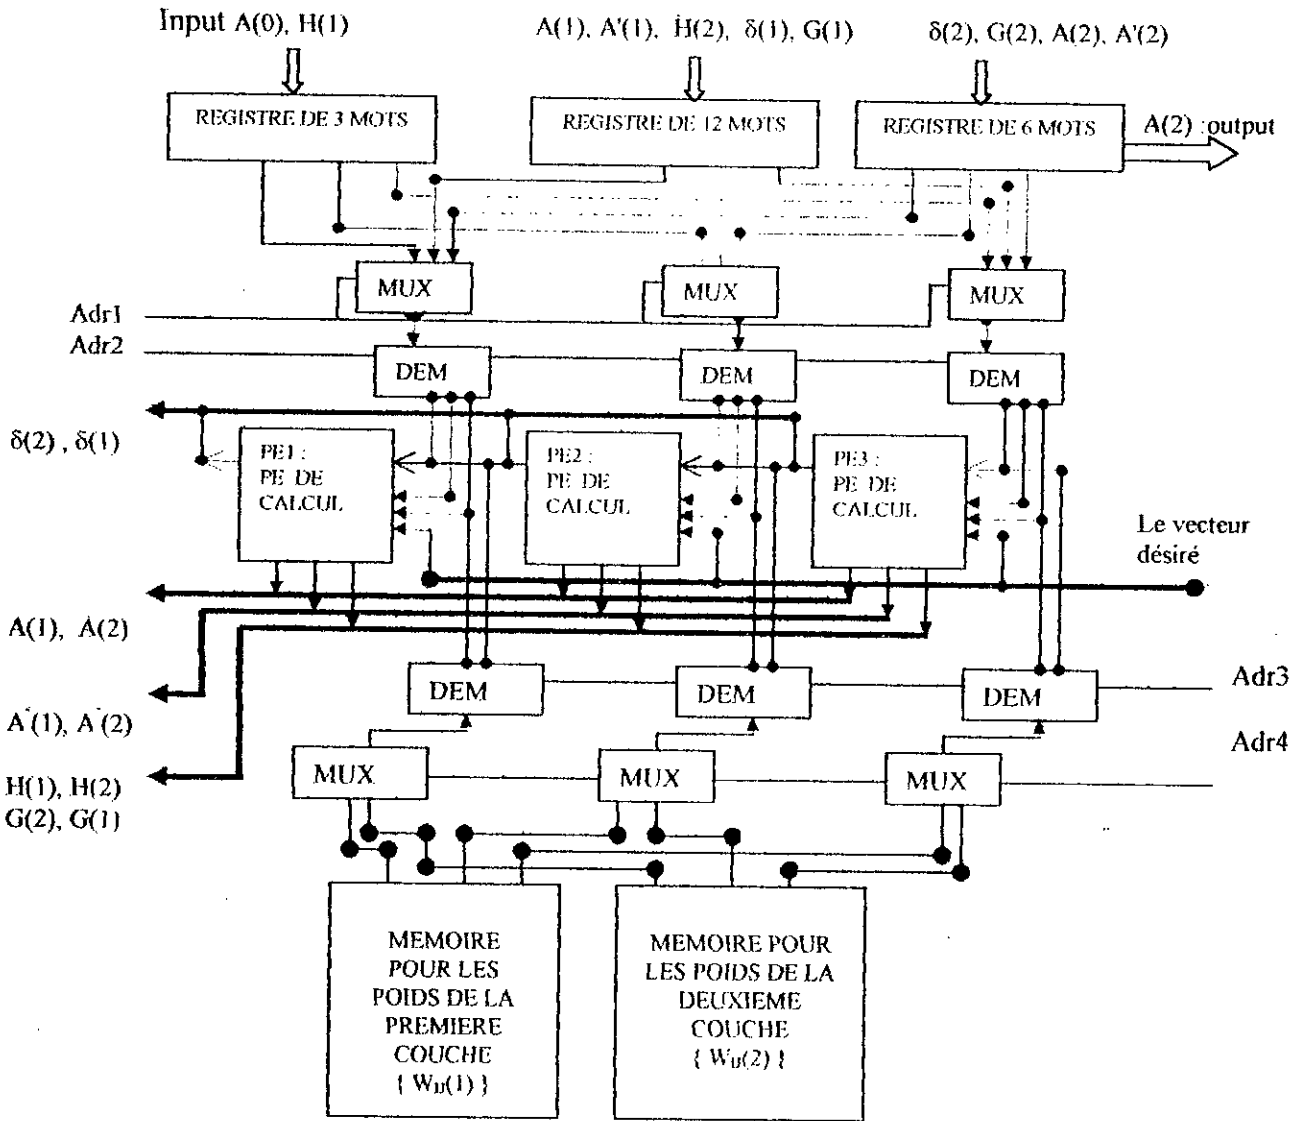 Input A(0), H(1)
A(1), A'(1), H(2), δ(1), G(1)
δ(2), G(2), A(2), A'(2)
REGISTRE DE 3 MOTS
REGISTRE DE 12 MOTS
REGISTRE DE 6 MOTS
A(2) :output
MUX
MUX
MUX
Adr1
Adr2
DEM
DEM
DEM
δ(2) , δ(1)
PE1 :
PE DE
CALCUL
PE2 :
PE DE
CALCUL
PE3 :
PE DE
CALCUL
Le vecteur
désiré
A(1), A(2)
DEM
DEM
DEM
Adr3
A'(1), A'(2)
Adr4
MUX
MUX
MUX
H(1), H(2)
G(2), G(1)
MEMOIRE
POUR LES
POIDS DE LA
PREMIERE
COUCHE
{ WIJ(1) }
MEMOIRE POUR
LES POIDS DE LA
DEUXIEME
COUCHE
{ WIJ(2) }